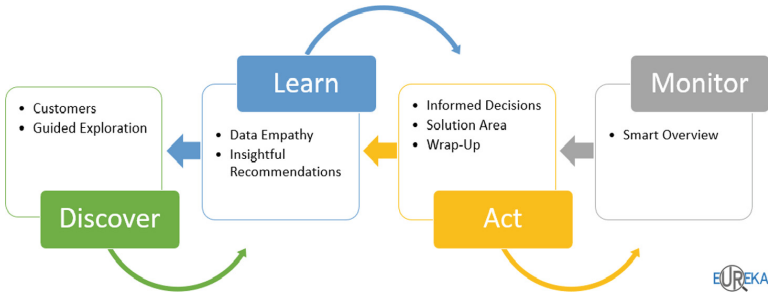 Discover
• Customers
• Guided Exploration
Learn
• Data Empathy
• Insightful
Recommendations
Act
• Informed Decisions
• Solution Area
• Wrap-Up
Monitor
• Smart Overview
EUREKA